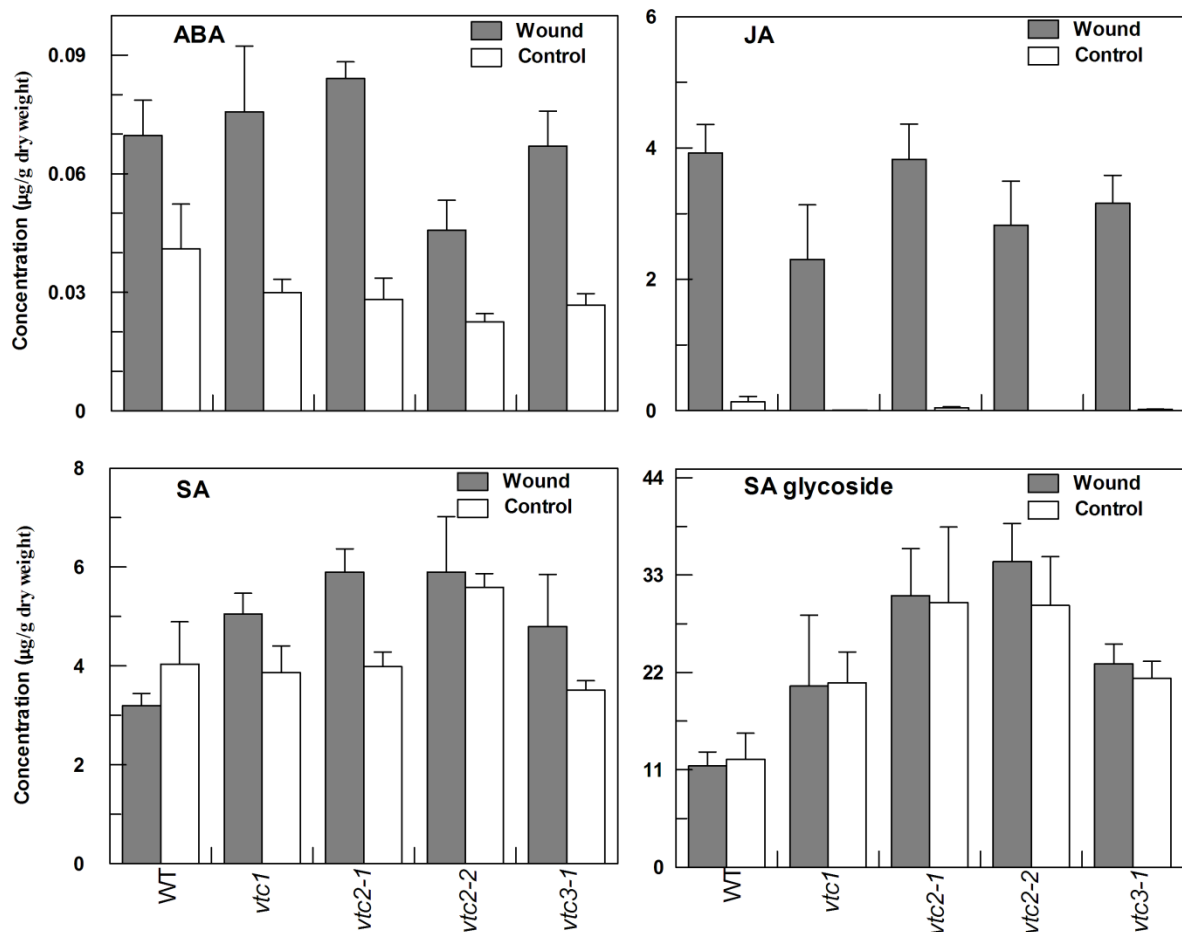 ABA
Wound
Control
0.09
0.06
0.03
0
Concentration (µg/g dry weight)
JA
Wound
Control
6
4
2
0
SA
Wound
Control
8
6
4
2
0
Concentration (µg/g dry weight)
WT
vtc1
vtc2-1
vtc2-2
vtc3-1
SA glycoside
Wound
Control
44
33
22
11
0
WT
vtc1
vtc2-1
vtc2-2
vtc3-1